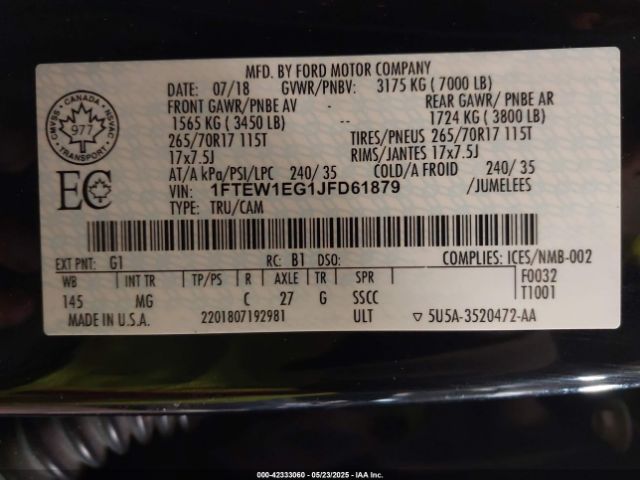 MFD. BY FORD MOTOR COMPANY
DATE: 07/18 GVWR/PNBV: 3175 KG ( 7000 LB)
FRONT GAWR/PNBE AV -- REAR GAWR/ PNBE AR
1565 KG ( 3450 LB) -- 1724 KG ( 3800 LB)
265/70R17 115T TIRES/PNEUS 265/70R17 115T
17x7.5J RIMS/JANTES 17x7.5J
AT/A kPa/PSI/LPC 240/ 35 COLD/A FROID 240/ 35
VIN: 1FTEW1EG1JFD61879 /JUMELEES
TYPE: TRU/CAM
CMVSS • CANADA • NSVAC
977
TRANSPORT
EC
EXT PNT: G1 RC: B1 DSO: COMPLIES: ICES/NMB-002
WB INT TR TP/PS R AXLE TR SPR F0032
145 MG C 27 G SSCC T1001
MADE IN U.S.A. 2201807192981 ULT ▽ 5U5A-3520472-AA
000-42333060 - 05/23/2025 - IAA Inc.